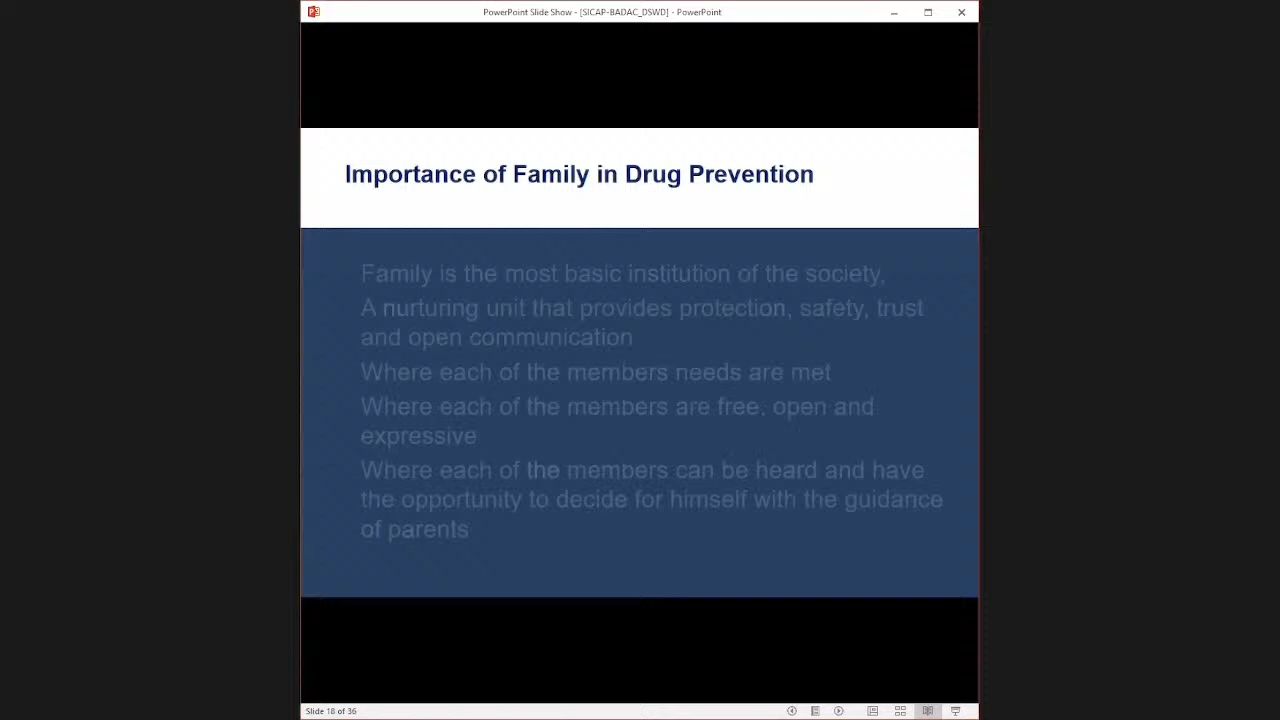 PowerPoint Slide Show - [SICAP-BADAC_DSWD] - PowerPoint
Importance of Family in Drug Prevention
Family is the most basic institution of the society,
A nurturing unit that provides protection, safety, trust
and open communication
Where each of the members needs are met
Where each of the members are free, open and
expressive
Where each of the members can be heard and have
the opportunity to decide for himself with the guidance
of parents
Slide 18 of 36